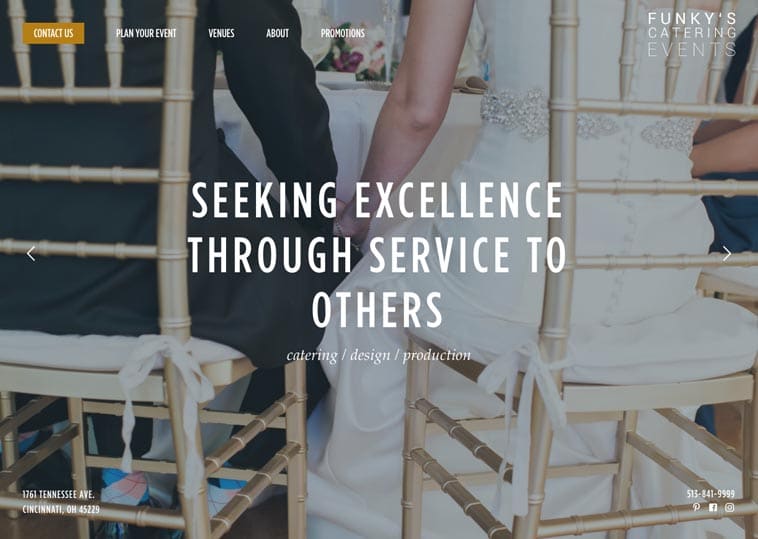 CONTACT US
PLAN YOUR EVENT
VENUES
ABOUT
PROMOTIONS
FUNKY'S
CATERING
EVENTS
SEEKING EXCELLENCE
THROUGH SERVICE TO
OTHERS
catering / design / production
1761 TENNESSEE AVE.
CINCINNATI, OH 45229
513-841-9999